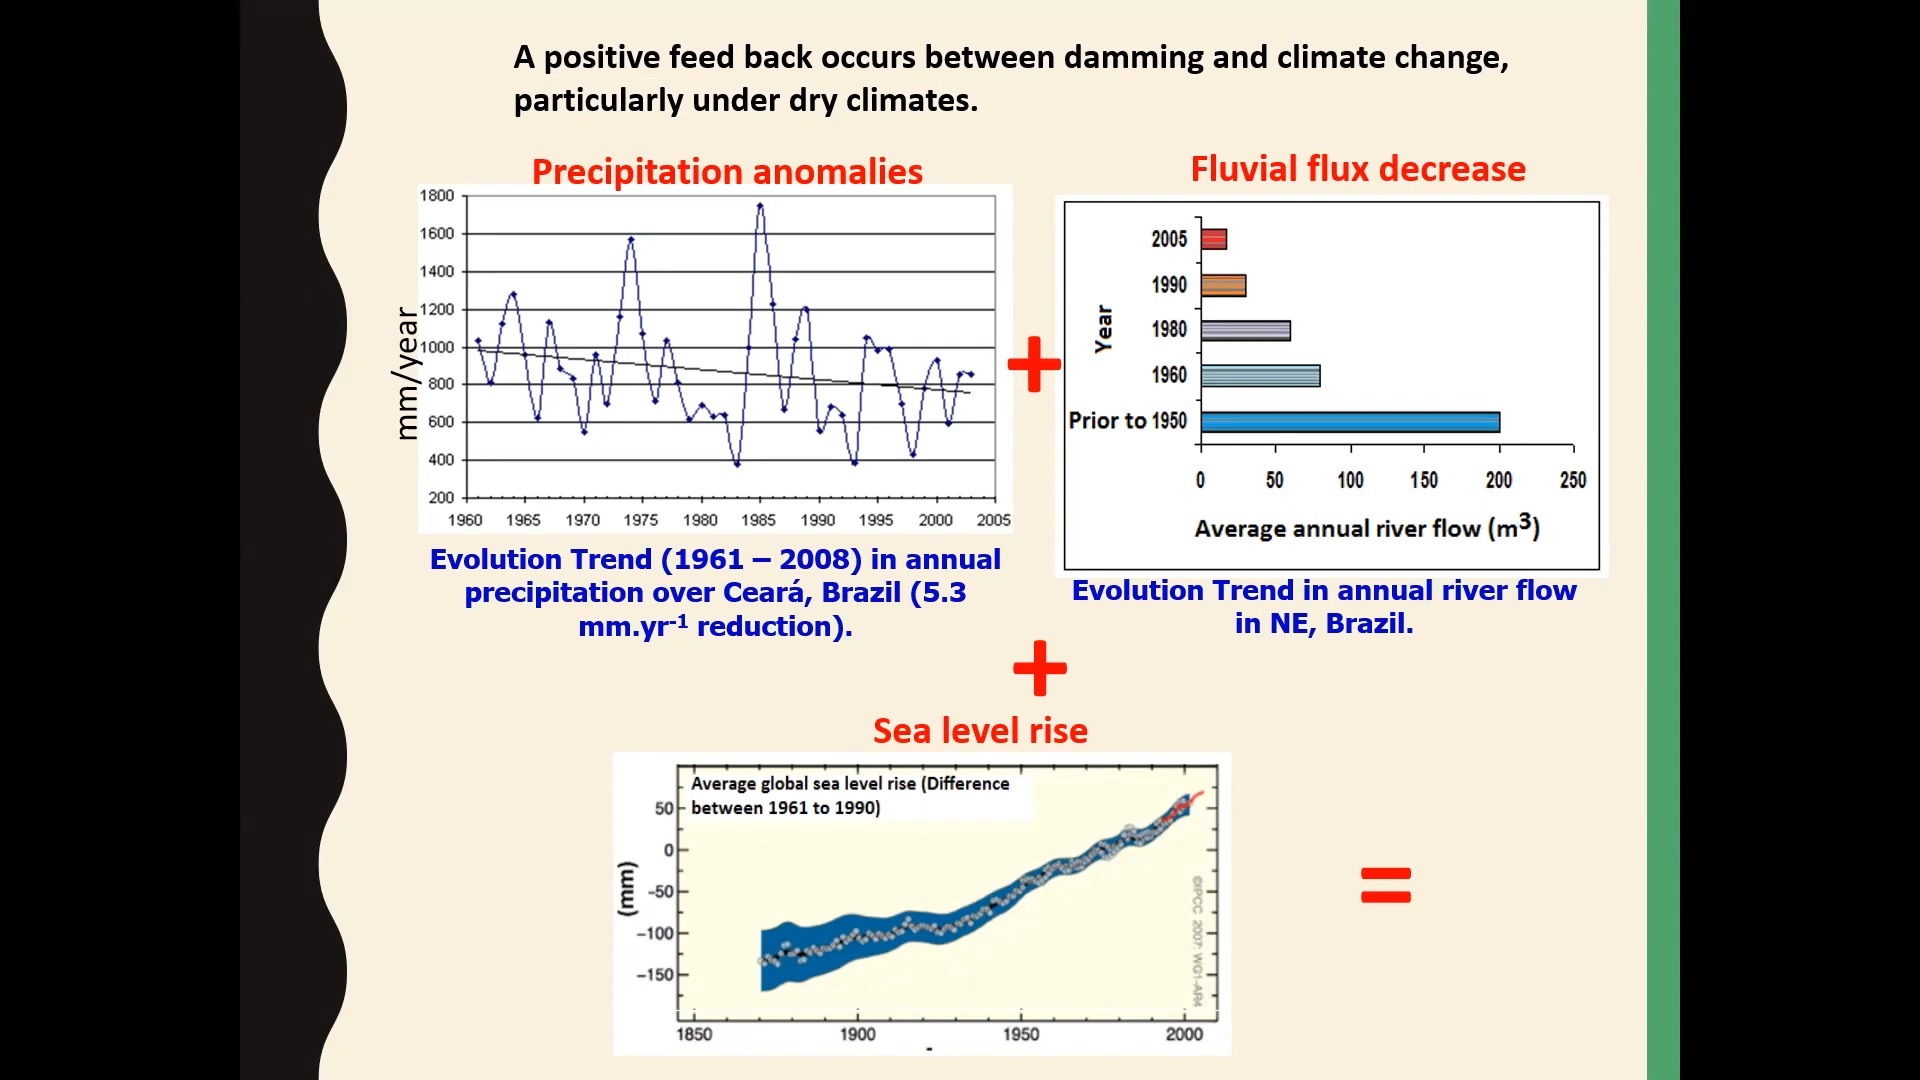 A positive feed back occurs between damming and climate change,
particularly under dry climates.
Precipitation anomalies
mm/year
1800
1600
1400
1200
1000
800
600
400
200
1960 1965 1970 1975 1980 1985 1990 1995 2000 2005
Evolution Trend (1961 – 2008) in annual
precipitation over Ceará, Brazil (5.3
mm.yr-1 reduction).
+
Fluvial flux decrease
Year
2005
1990
1980
1960
Prior to 1950
0 50 100 150 200 250
Average annual river flow (m3)
Evolution Trend in annual river flow
in NE, Brazil.
+
Sea level rise
Average global sea level rise (Difference
between 1961 to 1990)
(mm)
50
0
-50
-100
-150
1850 1900 1950 2000
©IPCC 2007: WG1-AR4
=